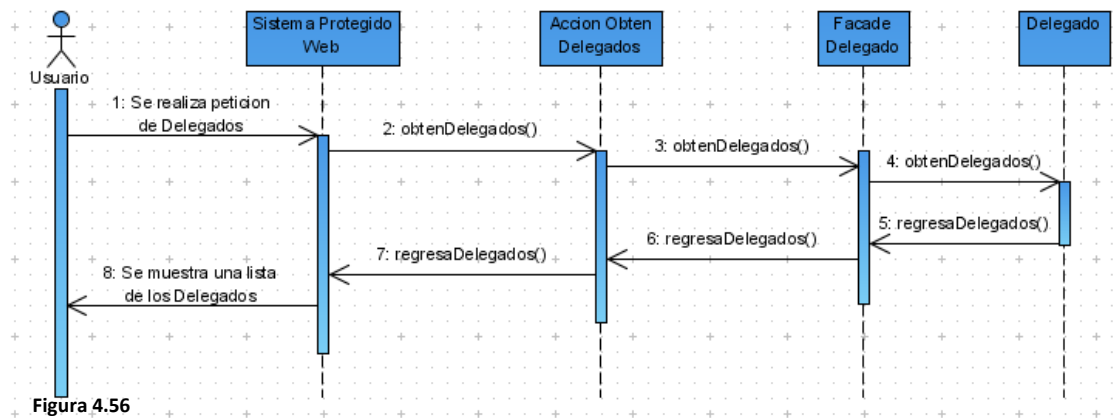 Sistema Protegido
Web
Accion Obten
Delegados
Facade
Delegado
Delegado
Usuario
1: Se realiza peticion
de Delegados
2: obtenDelegados()
3: obtenDelegados()
4: obtenDelegados()
5: regresaDelegados()
6: regresaDelegados()
7: regresaDelegados()
8: Se muestra una lista
de los Delegados
Figura 4.56